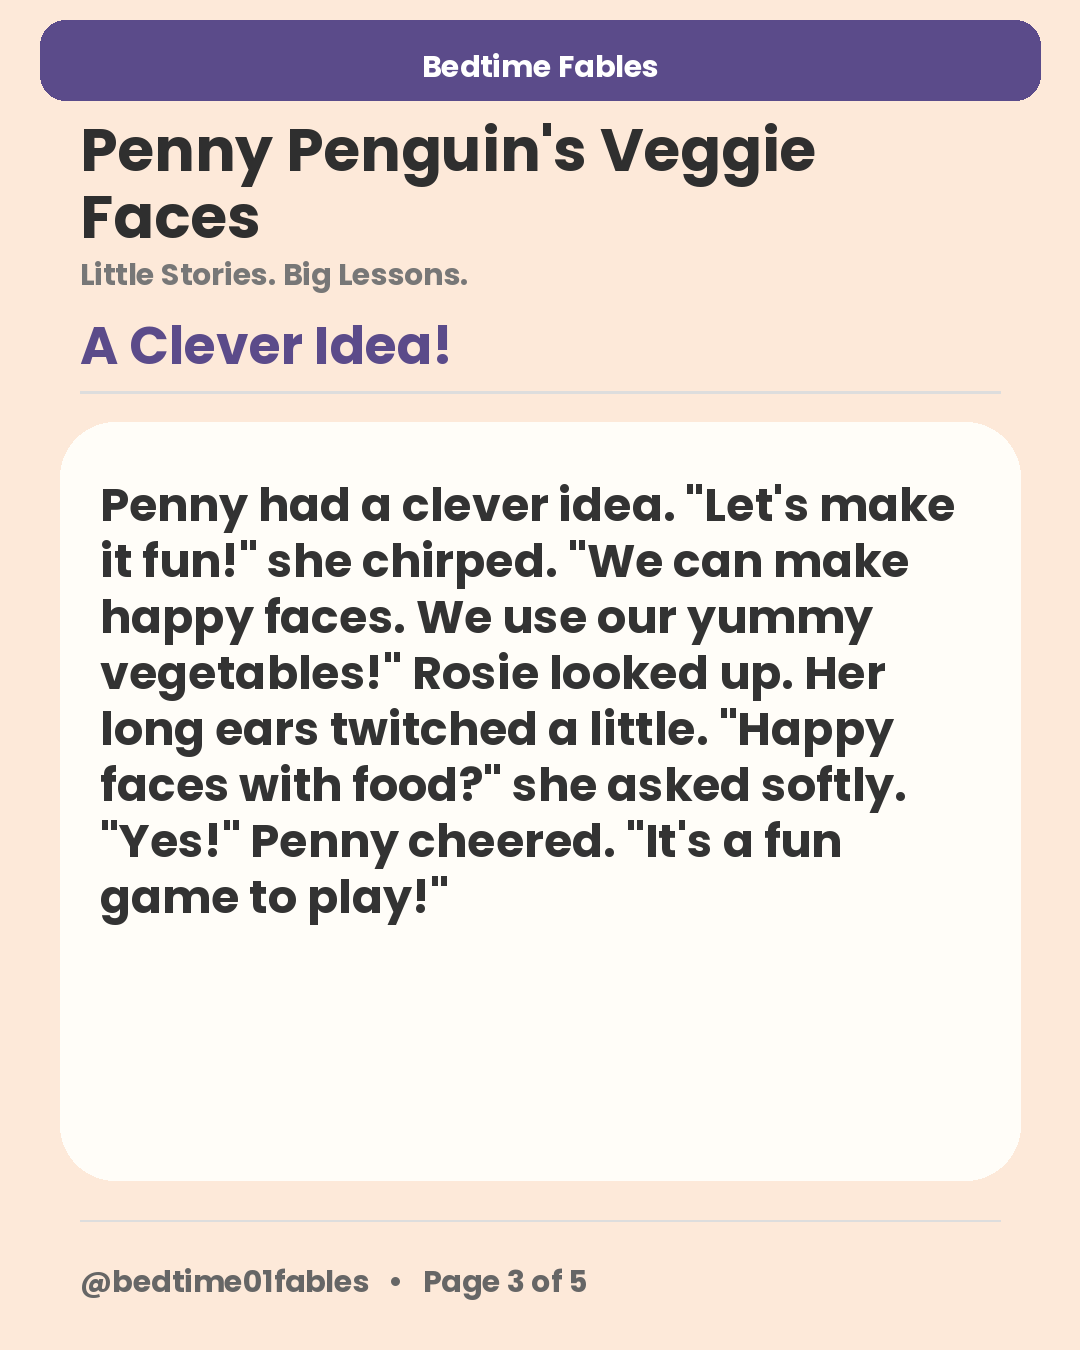 Bedtime Fables
Penny Penguin's Veggie
Faces
Little Stories. Big Lessons.
A Clever Idea!
Penny had a clever idea. "Let's make
it fun!" she chirped. "We can make
happy faces. We use our yummy
vegetables!" Rosie looked up. Her
long ears twitched a little. "Happy
faces with food?" she asked softly.
"Yes!" Penny cheered. "It's a fun
game to play!"
@bedtime01fables • Page 3 of 5